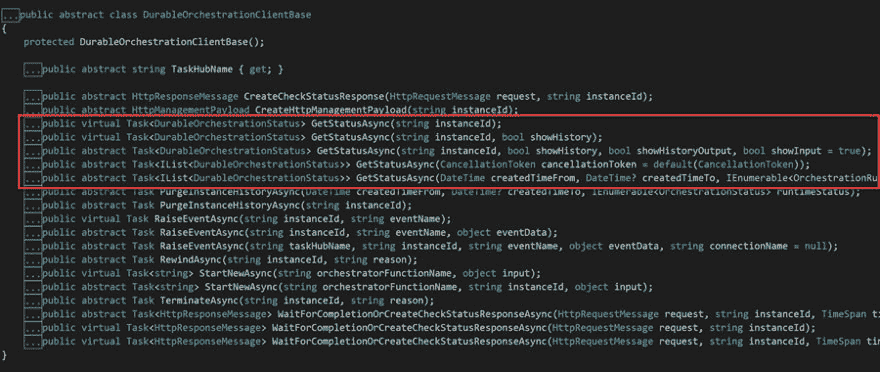 ...public abstract class DurableOrchestrationClientBase
{
protected DurableOrchestrationClientBase();
...public abstract string TaskHubName { get; }
...public abstract HttpResponseMessage CreateCheckStatusResponse(HttpRequestMessage request, string instanceId);
...public abstract HttpManagementPayload CreateHttpManagementPayload(string instanceId);
...public virtual Task<DurableOrchestrationStatus> GetStatusAsync(string instanceId);
...public virtual Task<DurableOrchestrationStatus> GetStatusAsync(string instanceId, bool showHistory);
...public abstract Task<DurableOrchestrationStatus> GetStatusAsync(string instanceId, bool showHistory, bool showHistoryOutput, bool showInput = true);
...public abstract Task<IList<DurableOrchestrationStatus>> GetStatusAsync(CancellationToken cancellationToken = default(CancellationToken));
...public abstract Task<IList<DurableOrchestrationStatus>> GetStatusAsync(DateTime createdTimeFrom, DateTime? createdTimeTo, IEnumerable<OrchestrationRu
...public abstract Task PurgeInstanceHistoryAsync(DateTime createdTimeFrom, DateTime? createdTimeTo, IEnumerable<OrchestrationStatus> runtimeStatus);
...public abstract Task PurgeInstanceHistoryAsync(string instanceId);
...public virtual Task RaiseEventAsync(string instanceId, string eventName);
...public abstract Task RaiseEventAsync(string instanceId, string eventName, object eventData);
...public abstract Task RaiseEventAsync(string taskHubName, string instanceId, string eventName, object eventData, string connectionName = null);
...public abstract Task RewindAsync(string instanceId, string reason);
...public virtual Task<string> StartNewAsync(string orchestratorFunctionName, object input);
...public abstract Task<string> StartNewAsync(string orchestratorFunctionName, string instanceId, object input);
...public abstract Task TerminateAsync(string instanceId, string reason);
...public abstract Task<HttpResponseMessage> WaitForCompletionOrCreateCheckStatusResponseAsync(HttpRequestMessage request, string instanceId, TimeSpan ti
...public virtual Task<HttpResponseMessage> WaitForCompletionOrCreateCheckStatusResponseAsync(HttpRequestMessage request, string instanceId);
...public virtual Task<HttpResponseMessage> WaitForCompletionOrCreateCheckStatusResponseAsync(HttpRequestMessage request, string instanceId, TimeSpan tim
}